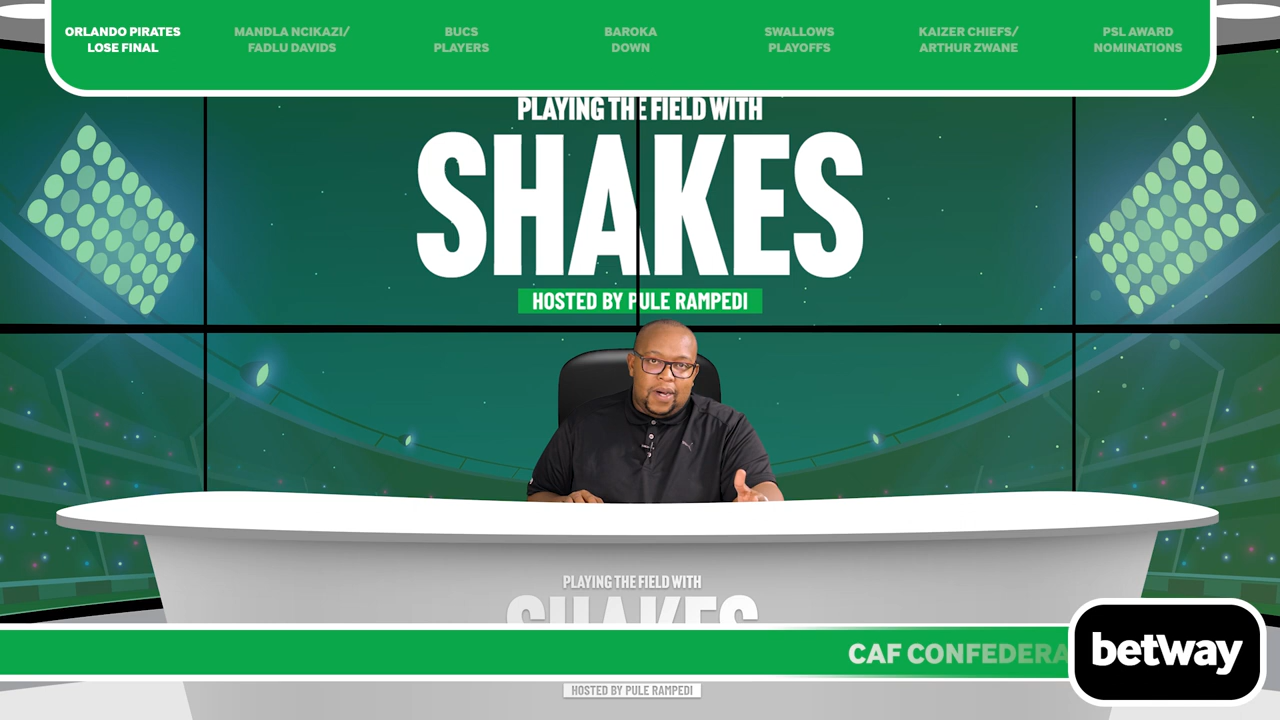 ORLANDO PIRATES
LOSE FINAL
MANDLA NCIKAZI/
FADLU DAVIDS
BUCS
PLAYERS
BAROKA
DOWN
SWALLOWS
PLAYOFFS
KAIZER CHIEFS/
ARTHUR ZWANE
PSL AWARD
NOMINATIONS
PLAYING THE FIELD WITH
SHAKES
HOSTED BY PULE RAMPEDI
PLAYING THE FIELD WITH
SHAKES
CAF CONFEDERA
betway
HOSTED BY PULE RAMPEDI